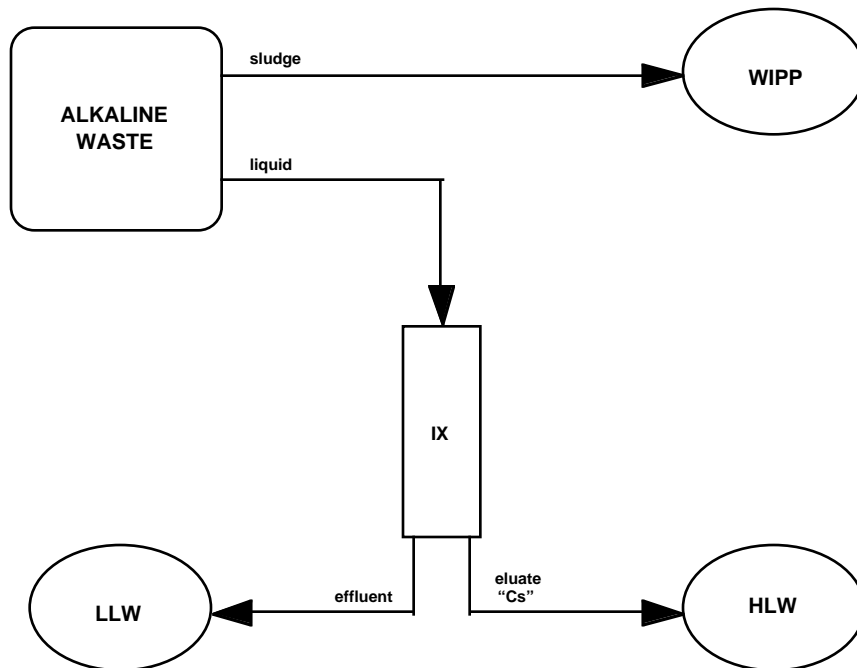 sludge
WIPP
ALKALINE
WASTE
liquid
IX
LLW
effluent
eluate
“Cs”
HLW